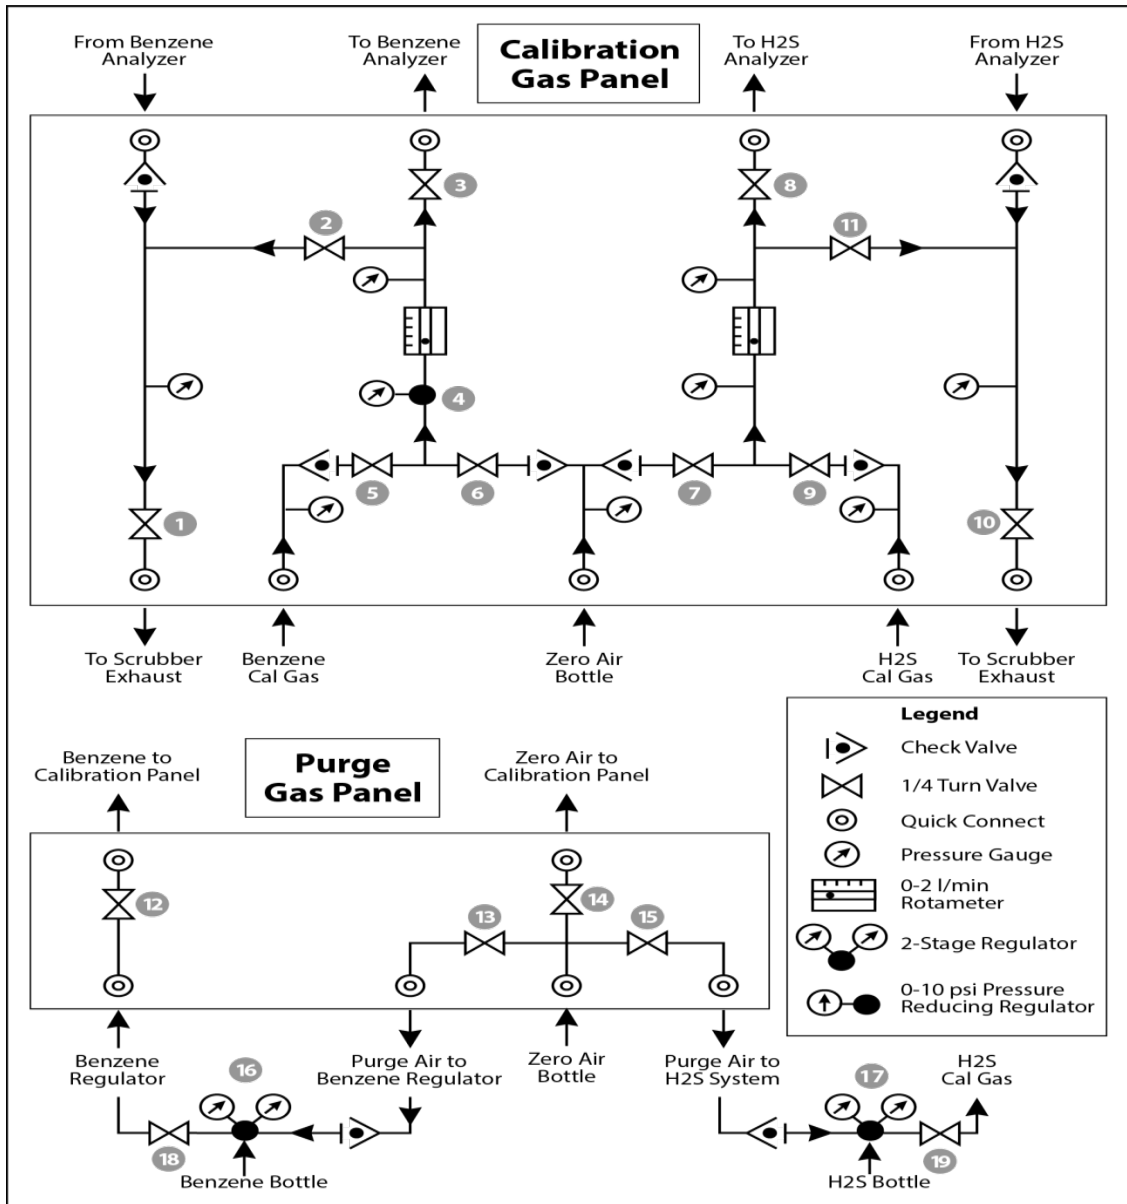 From Benzene
Analyzer
To Benzene
Analyzer
Calibration
Gas Panel
To H2S
Analyzer
From H2S
Analyzer
3
8
2
11
4
5
6
7
9
1
10
To Scrubber
Exhaust
Benzene
Cal Gas
Zero Air
Bottle
H2S
Cal Gas
To Scrubber
Exhaust
Legend
Check Valve
1/4 Turn Valve
Quick Connect
Pressure Gauge
0-2 l/min
Rotameter
2-Stage Regulator
0-10 psi Pressure
Reducing Regulator
Benzene to
Calibration Panel
Purge
Gas Panel
Zero Air to
Calibration Panel
12
13
14
15
Benzene
Regulator
16
Purge Air to
Benzene Regulator
Zero Air
Bottle
Purge Air to
H2S System
17
H2S
Cal Gas
18
Benzene Bottle
H2S Bottle
19